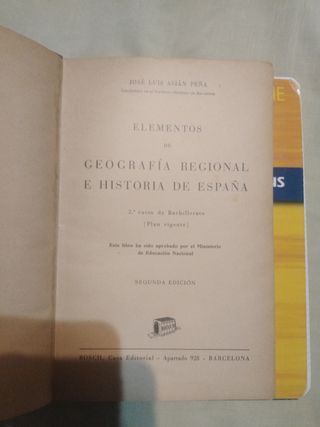 JOSÉ LUIS ASIÁN PEÑA
ELEMENTOS
DE
GEOGRAFÍA REGIONAL
E HISTORIA DE ESPAÑA
2.º curso de Bachillerato
(Plan vigente)
Este libro ha sido aprobado por el Ministerio
de Educación Nacional
SEGUNDA EDICIÓN
BOSCH, Casa Editorial - Apartado 928 - BARCELONA